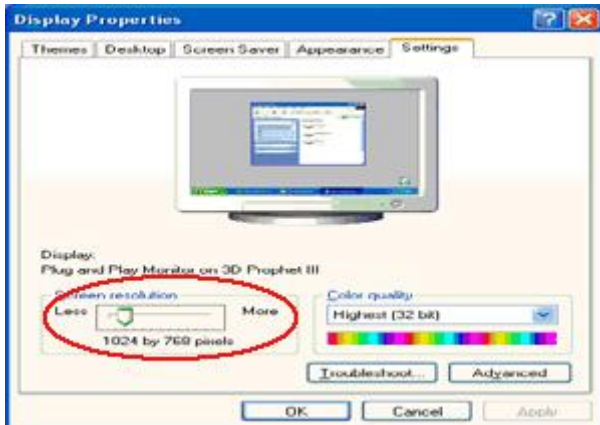 Display Properties
Themes Desktop Screen Saver Appearance Settings
Display:
Plug and Play Monitor on 3D Prophet III
Screen resolution
Less More
1024 by 768 pixels
Color quality
Highest (32 bit)
Troubleshoot... Advanced
OK Cancel Apply